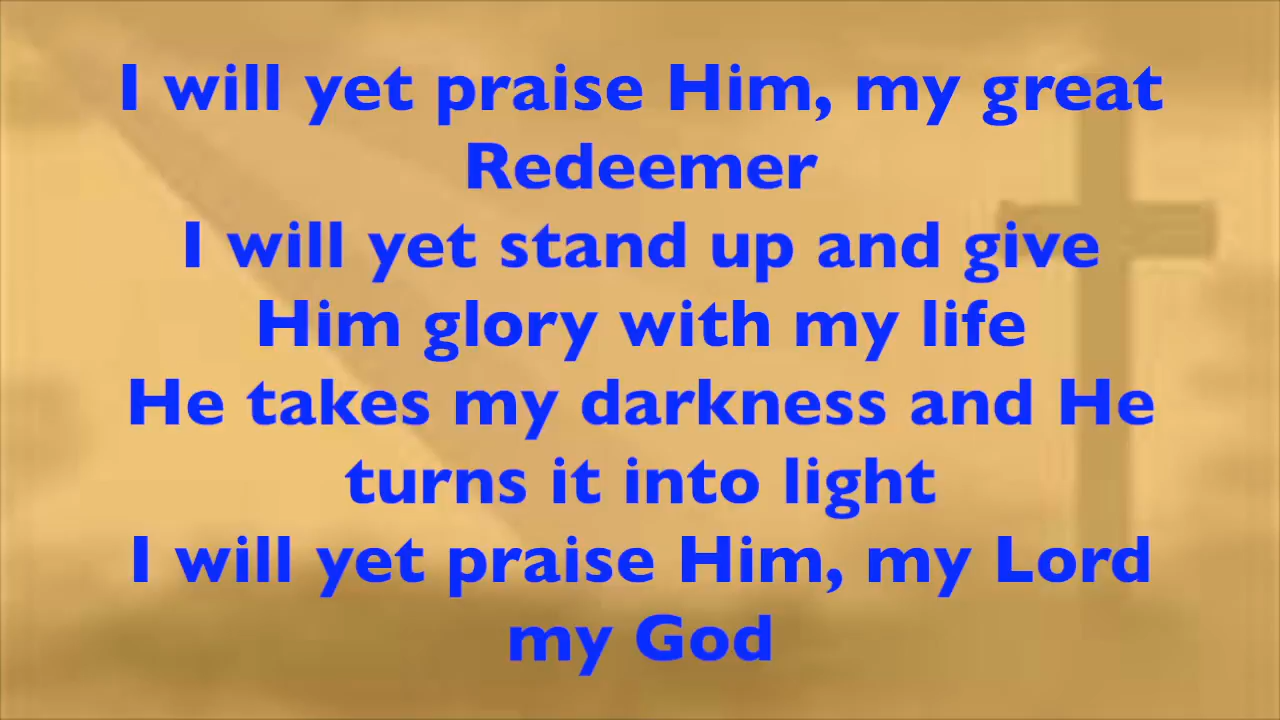 I will yet praise Him, my great
Redeemer
I will yet stand up and give
Him glory with my life
He takes my darkness and He
turns it into light
I will yet praise Him, my Lord
my God